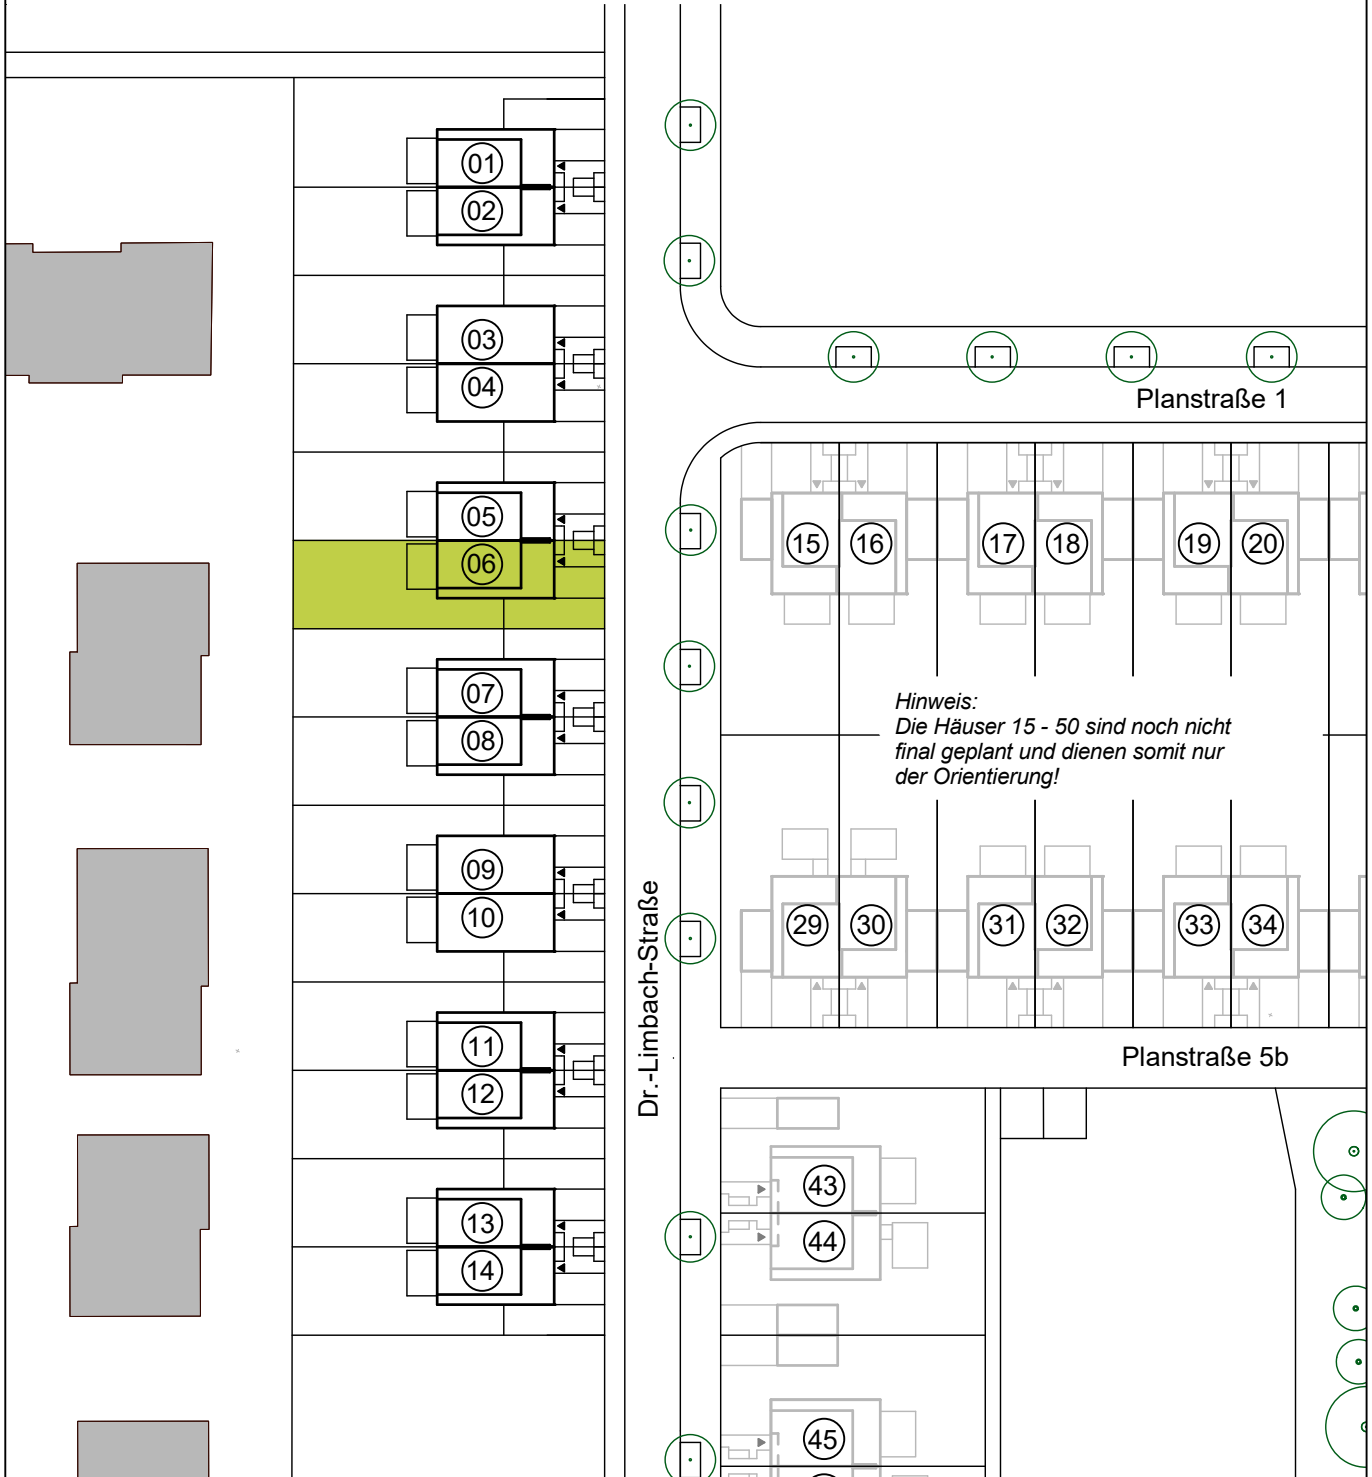 01
02
03
04
Planstraße 1
05
06
15 16 17 18 19 20
07
08
Hinweis:
Die Häuser 15 - 50 sind noch nicht
final geplant und dienen somit nur
der Orientierung!
09
10
Dr.-Limbach-Straße
29 30 31 32 33 34
11
12
Planstraße 5b
13
14
43
44
45